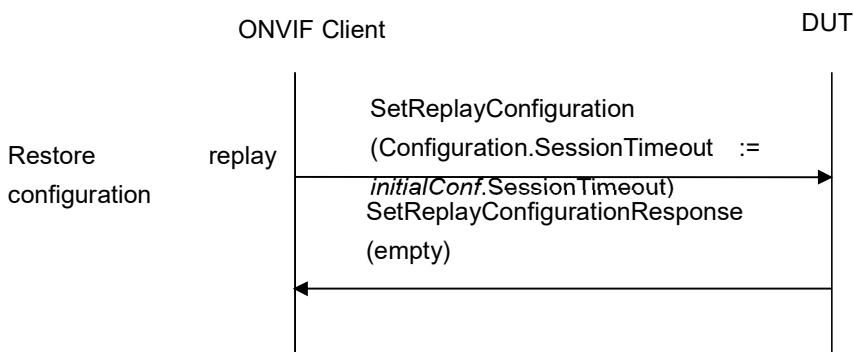 ONVIF Client
DUT
Restore replay
configuration
SetReplayConfiguration
(Configuration.SessionTimeout :=
initialConf.SessionTimeout)
SetReplayConfigurationResponse
(empty)